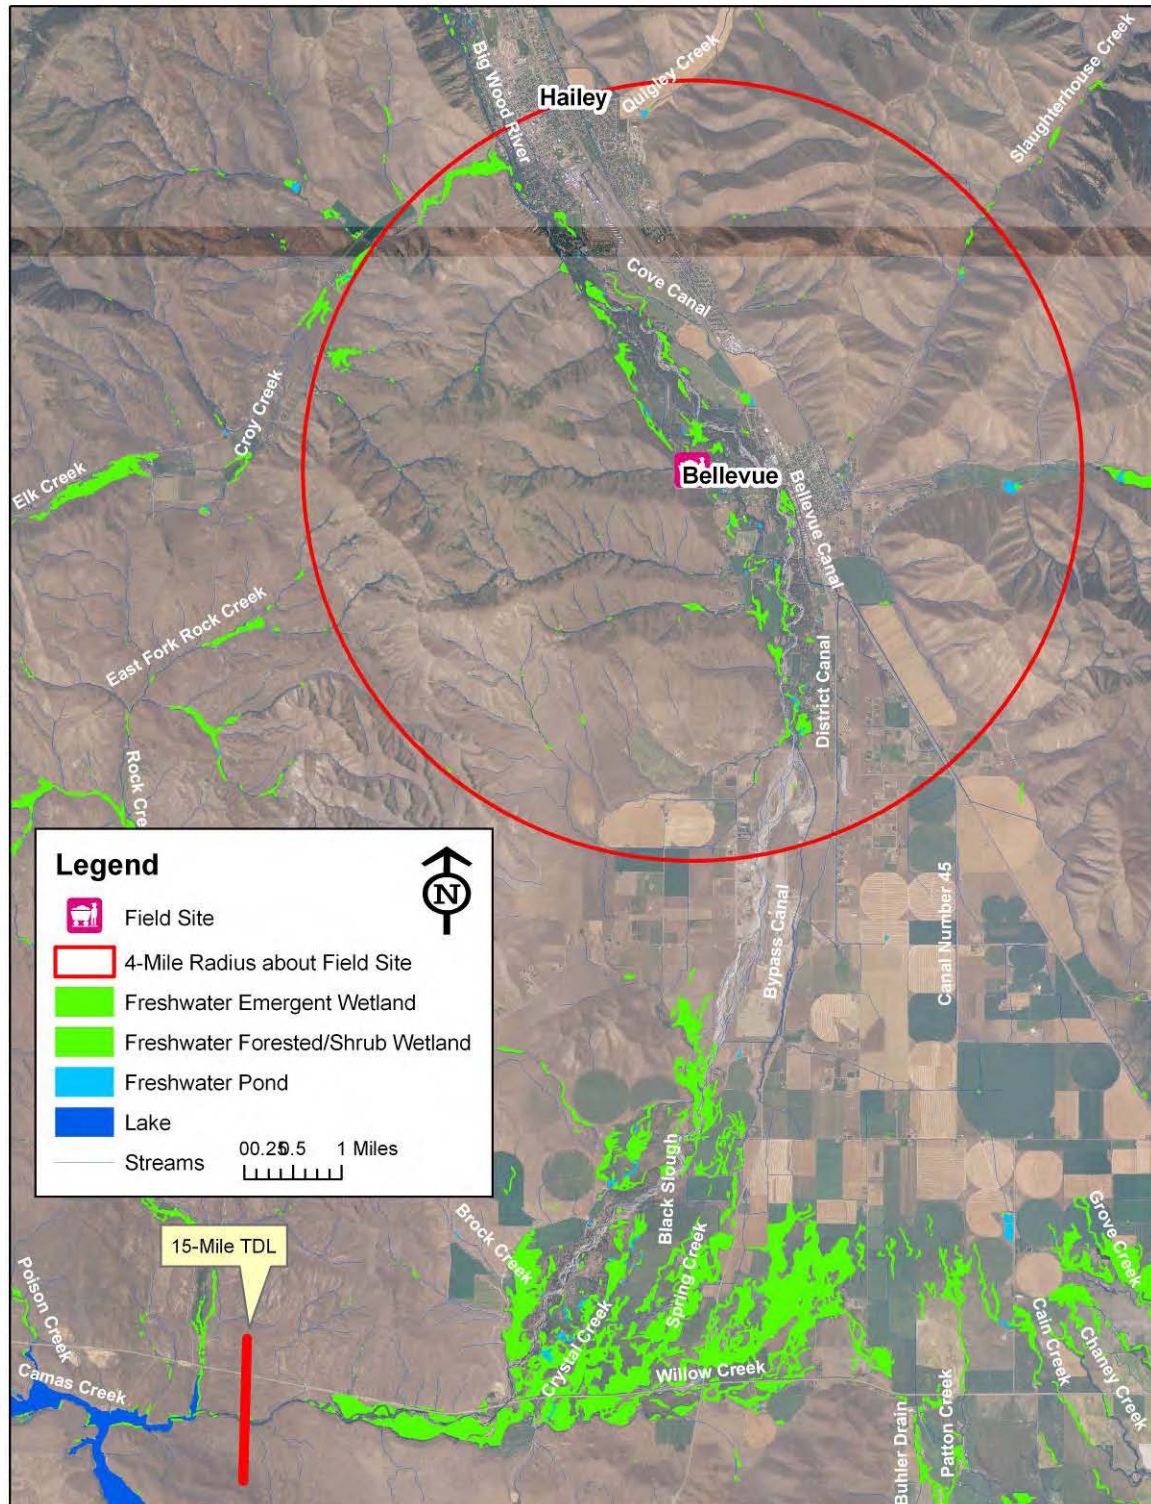 Big Wood River
Hailey
Quigley Creek
Slaughterhouse Creek
Cove Canal
Croy Creek
Elk Creek
Bellevue
Bellevue Canal
East Fork Rock Creek
District Canal
Rock Cre
Legend
N
Field Site
4-Mile Radius about Field Site
Freshwater Emergent Wetland
Freshwater Forested/Shrub Wetland
Freshwater Pond
Lake
Streams
00.250.5 1 Miles
Bypass Canal
Canal Number 45
Black Slough
Brock Creek
Spring Creek
Grove Creek
15-Mile TDL
Poison Creek
Camas Creek
Crystal Creek
Willow Creek
Cain Creek
Chaney Creek
Buhler Drain
Patton Creek